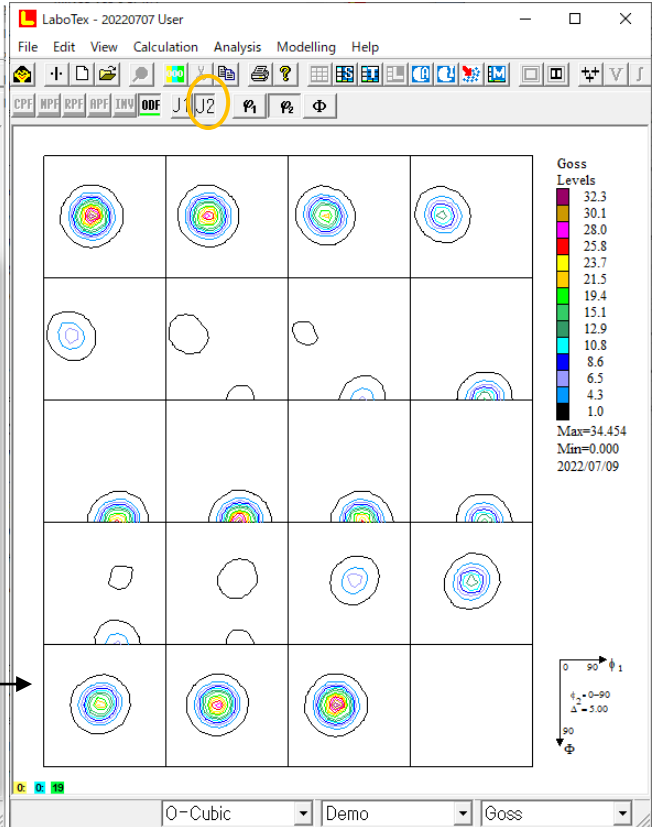 LaboTex - 20220707 User
File Edit View Calculation Analysis Modelling Help
CPF NPF RPF APF INV ODF J1 J2 φ1 φ2 Φ
Goss
Levels
32.3
30.1
28.0
25.8
23.7
21.5
19.4
15.1
12.9
10.8
8.6
6.5
4.3
1.0
Max=34.454
Min=0.000
2022/07/09
0 90 ϕ1
ϕ2=0-90
Δ=5.00
90
Φ
0: 0: 19
O-Cubic Demo Goss